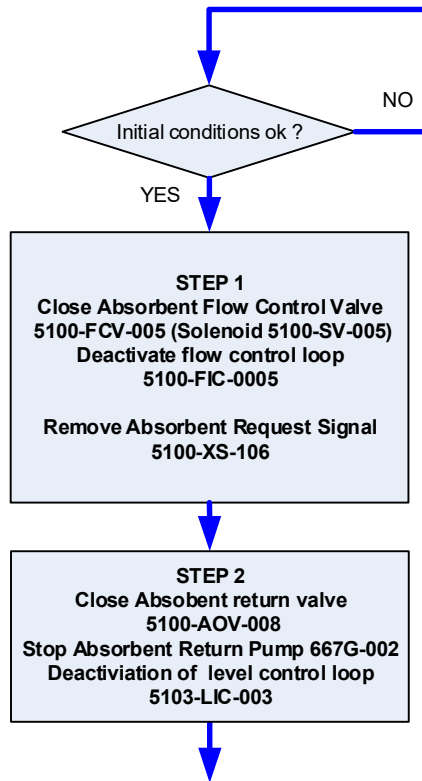 Initial conditions ok ?
NO
YES
STEP 1
Close Absorbent Flow Control Valve
5100-FCV-005 (Solenoid 5100-SV-005)
Deactivate flow control loop
5100-FIC-0005
Remove Absorbent Request Signal
5100-XS-106
STEP 2
Close Absobent return valve
5100-AOV-008
Stop Absorbent Return Pump 667G-002
Deactiviation of level control loop
5103-LIC-003